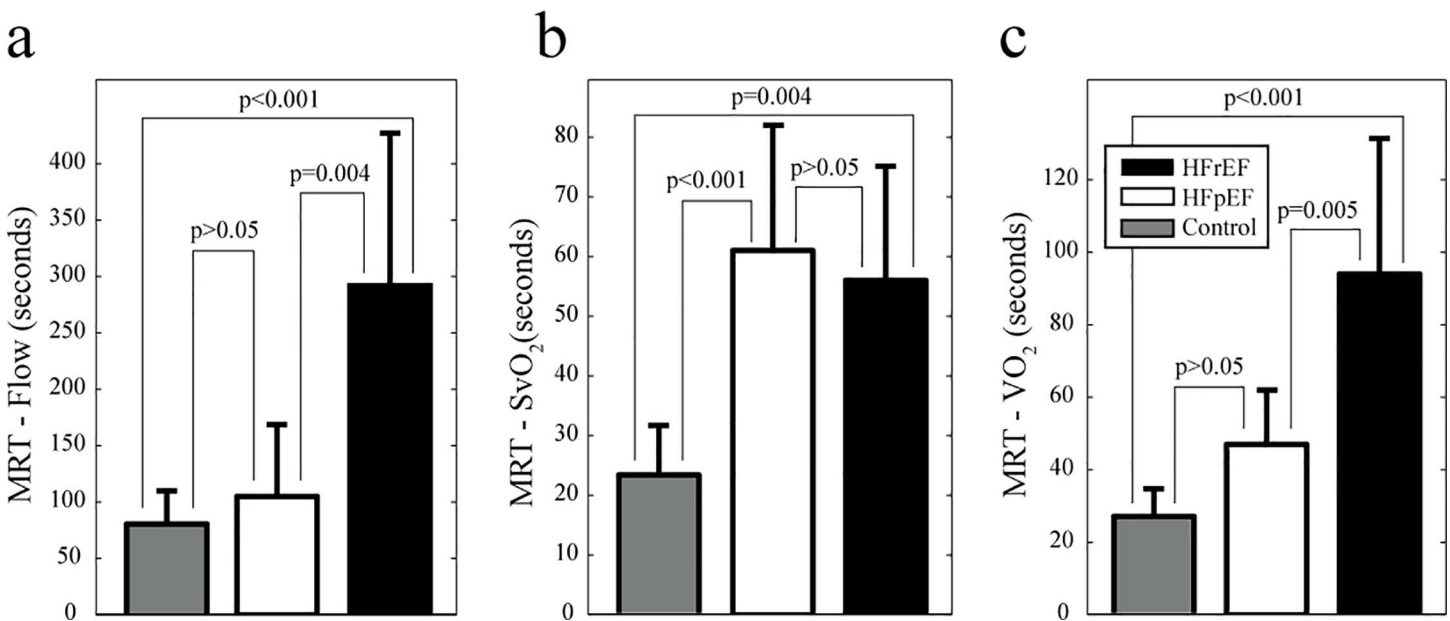 a
MRT - Flow (seconds)
400
350
300
250
200
150
100
50
0
p<0.001
p=0.004
p>0.05
b
MRT - SvO₂(seconds)
80
70
60
50
40
30
20
10
0
p=0.004
p<0.001
p>0.05
c
MRT - VO₂ (seconds)
120
100
80
60
40
20
0
p<0.001
HFrEF
HFpEF
Control
p=0.005
p>0.05